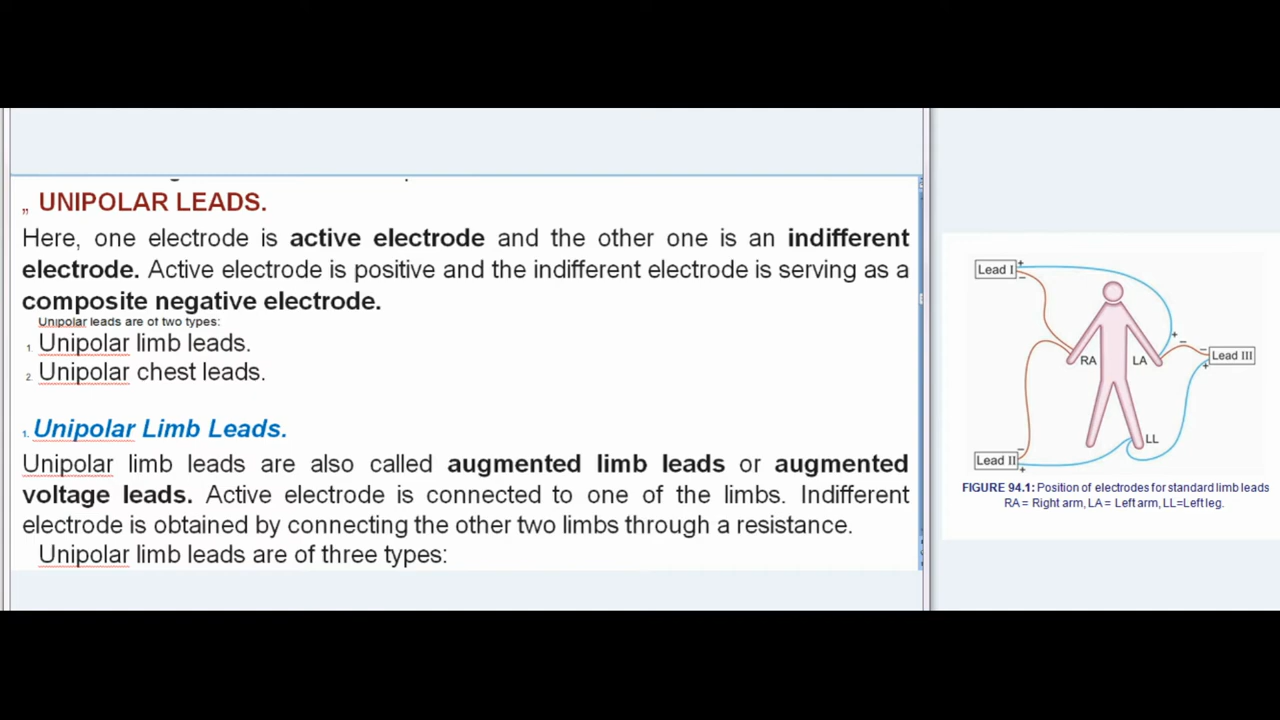 „ UNIPOLAR LEADS.
Here, one electrode is active electrode and the other one is an indifferent
electrode. Active electrode is positive and the indifferent electrode is serving as a
composite negative electrode.
Unipolar leads are of two types:
1. Unipolar limb leads.
2. Unipolar chest leads.
1. Unipolar Limb Leads.
Unipolar limb leads are also called augmented limb leads or augmented
voltage leads. Active electrode is connected to one of the limbs. Indifferent
electrode is obtained by connecting the other two limbs through a resistance.
Unipolar limb leads are of three types:
Lead I
+
−
+
−
RA
LA
−
+
Lead III
LL
Lead II
−
+
FIGURE 94.1: Position of electrodes for standard limb leads
RA = Right arm, LA = Left arm, LL=Left leg.